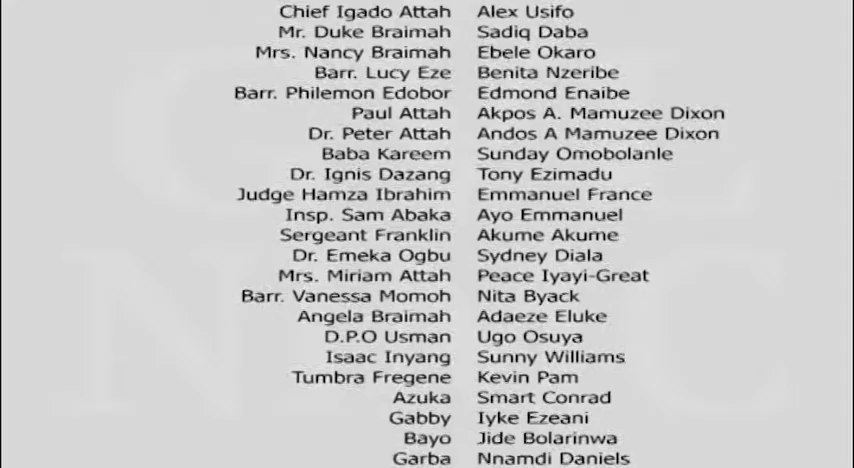 Chief Igado Attah Alex Usifo
Mr. Duke Braimah Sadiq Daba
Mrs. Nancy Braimah Ebele Okaro
Barr. Lucy Eze Benita Nzeribe
Barr. Philemon Edobor Edmond Enaibe
Paul Attah Akpos A. Mamuzee Dixon
Dr. Peter Attah Andos A Mamuzee Dixon
Baba Kareem Sunday Omobolanle
Dr. Ignis Dazang Tony Ezimadu
Judge Hamza Ibrahim Emmanuel France
Insp. Sam Abaka Ayo Emmanuel
Sergeant Franklin Akume Akume
Dr. Emeka Ogbu Sydney Diala
Mrs. Miriam Attah Peace Iyayi-Great
Barr. Vanessa Momoh Nita Byack
Angela Braimah Adaeze Eluke
D.P.O Usman Ugo Osuya
Isaac Inyang Sunny Williams
Tumbra Fregene Kevin Pam
Azuka Smart Conrad
Gabby Iyke Ezeani
Bayo Jide Bolarinwa
Garba Nnamdi Daniels